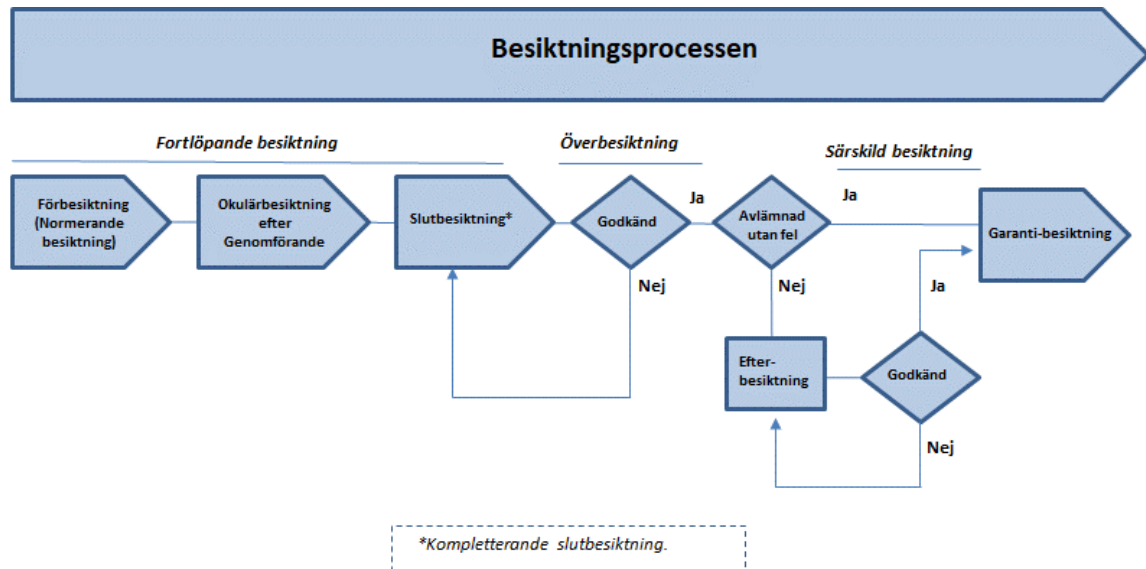 Besiktningsprocessen
Fortlöpande besiktning
Överbesiktning
Särskild besiktning
Förbesiktning
(Normerande
besiktning)
Okulärbesiktning
efter
Genomförande
Slutbesiktning*
Godkänd
Ja
Avlämnad
utan fel
Ja
Garanti-besiktning
Nej
Nej
Ja
Efter-
besiktning
Godkänd
Nej
*Kompletterande slutbesiktning.